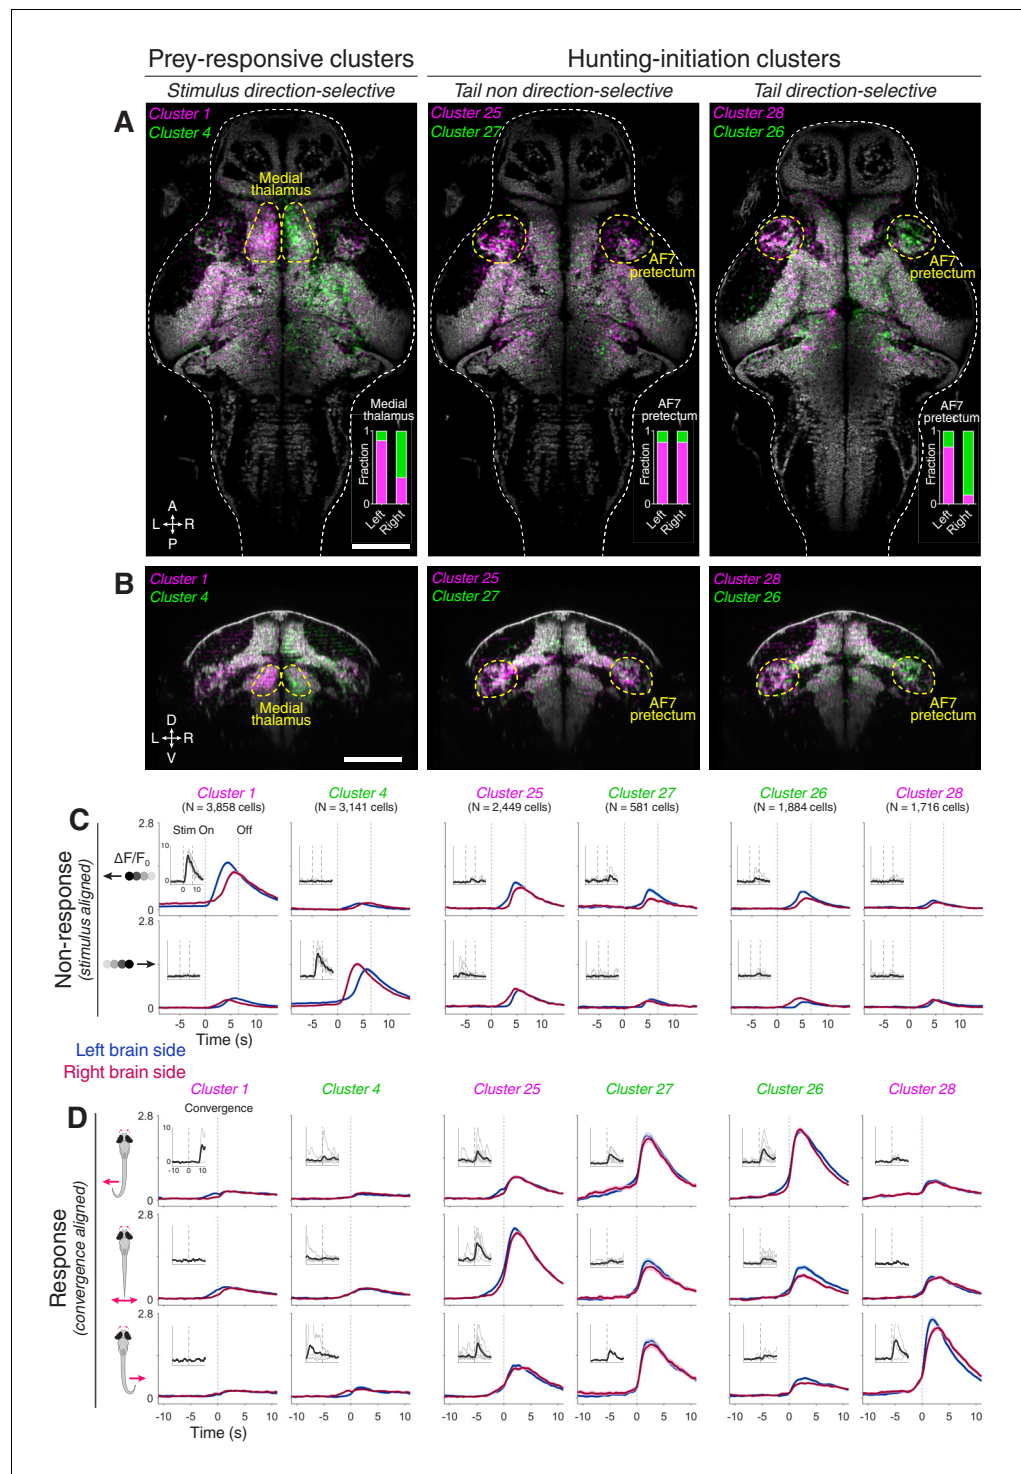 Prey-responsive clusters
Hunting-initiation clusters
Stimulus direction-selective
Tail non direction-selective
Tail direction-selective
A
Cluster 1
Cluster 4
Medial
thalamus
Medial
thalamus
1
Fraction
0
Left
Right
A
L R
P
Cluster 25
Cluster 27
AF7
pretectum
AF7
pretectum
1
Fraction
0
Left
Right
Cluster 28
Cluster 26
AF7
pretectum
AF7
pretectum
1
Fraction
0
Left
Right
B
Cluster 1
Cluster 4
Medial
thalamus
D
L R
V
Cluster 25
Cluster 27
AF7
pretectum
Cluster 28
Cluster 26
AF7
pretectum
C
Cluster 1
(N = 3,858 cells)
Cluster 4
(N = 3,141 cells)
Cluster 25
(N = 2,449 cells)
Cluster 27
(N = 581 cells)
Cluster 26
(N = 1,884 cells)
Cluster 28
(N = 1,716 cells)
Non-response
(stimulus aligned)
2.8
Stim On Off
10
0
0 10
ΔF/F0
0
2.8
0
-5 0 5 10
-5 0 5 10
-5 0 5 10
-5 0 5 10
-5 0 5 10
-5 0 5 10
Time (s)
Left brain side
Right brain side
D
Cluster 1
Cluster 4
Cluster 25
Cluster 27
Cluster 26
Cluster 28
Response
(convergence aligned)
Convergence
2.8
10
0
-10 0 10
0
2.8
0
2.8
0
-10 -5 0 5 10
-10 -5 0 5 10
-10 -5 0 5 10
-10 -5 0 5 10
-10 -5 0 5 10
-10 -5 0 5 10
Time (s)